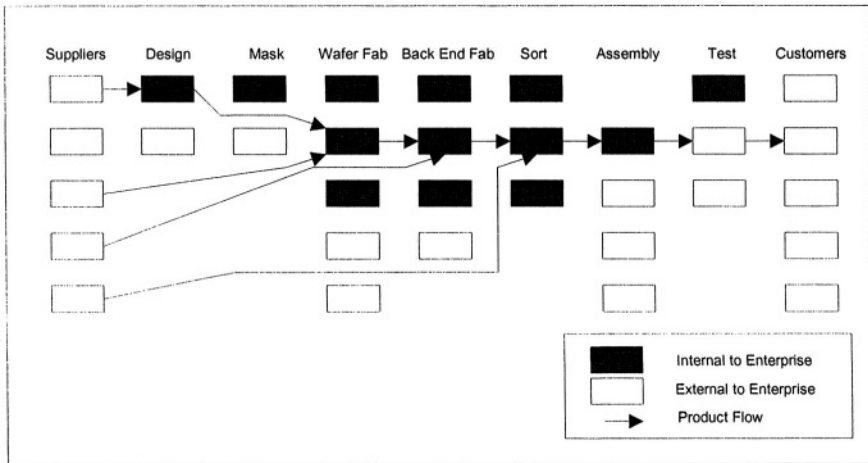 Suppliers Design Mask Wafer Fab Back End Fab Sort Assembly Test Customers
Internal to Enterprise
External to Enterprise
Product Flow